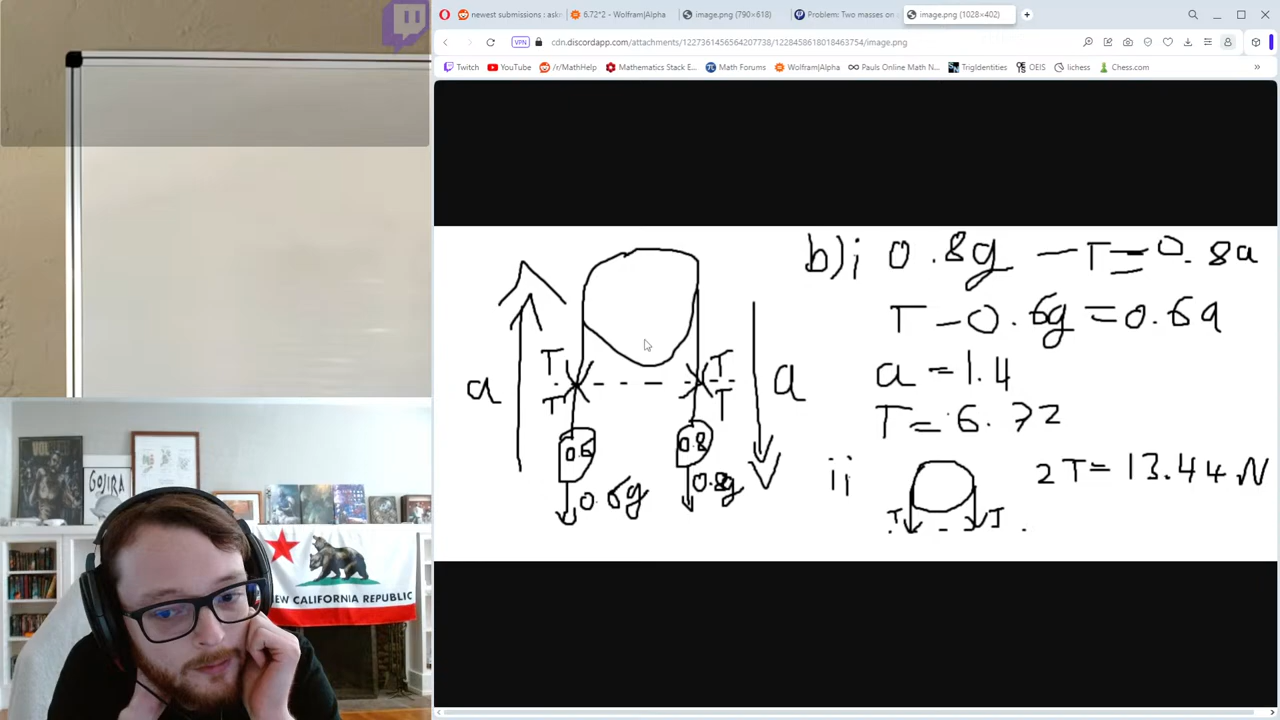 newest submissions : ask
6.72*2 - Wolfram|Alpha
image.png (790×618)
Problem: Two masses on
image.png (1028×402)
VPN
cdn.discordapp.com/attachments/1227361456564207738/1228458618018463754/image.png
Twitch
YouTube
/r/MathHelp
Mathematics Stack E...
Math Forums
Wolfram|Alpha
Pauls Online Math N...
TrigIdentities
OEIS
lichess
Chess.com
»
b)i 0.8g - T = 0.8a
T - 0.6g = 0.6a
a = 1.4
T = 6.72
ii 2T = 13.44 N
T T
a a
T T
0.6 0.8
0.6g 0.8g
T T
GOJIRA
NEW CALIFORNIA REPUBLIC